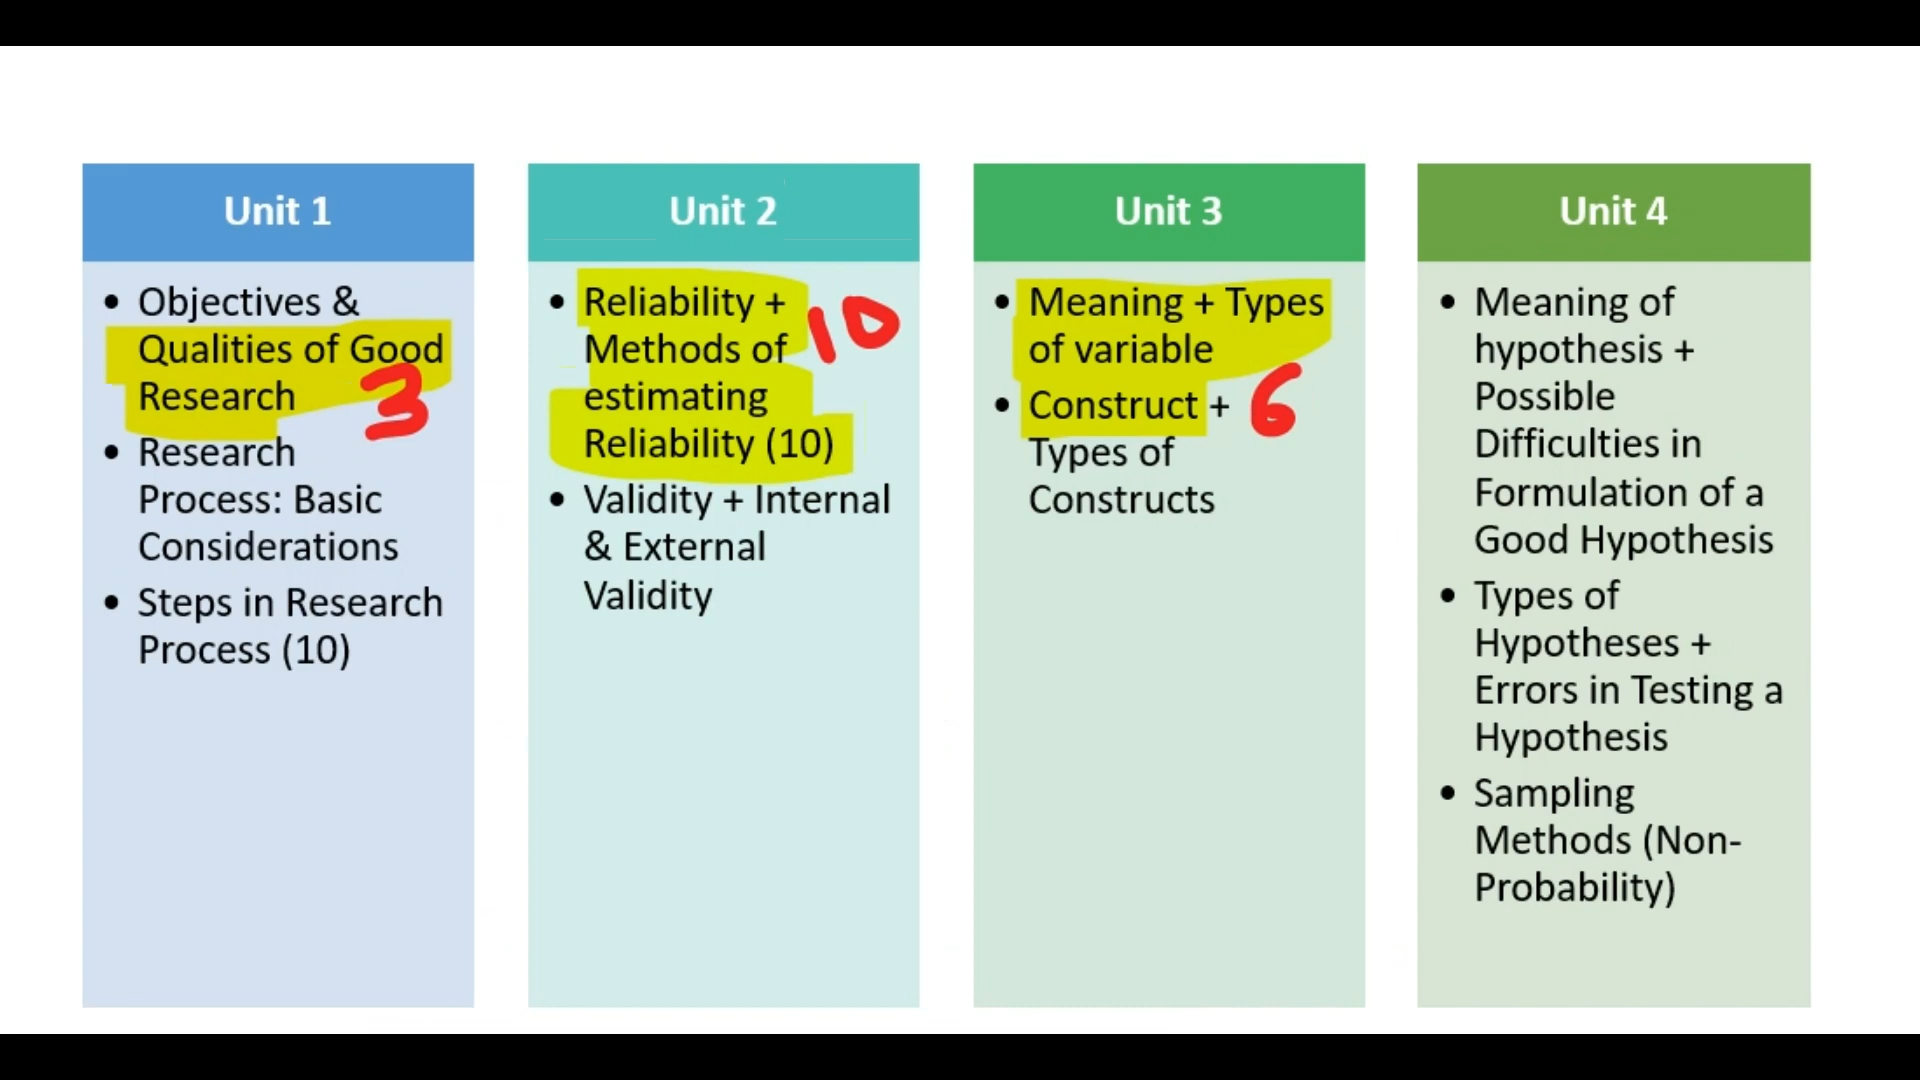 Unit 1
• Objectives &
Qualities of Good
Research 3
• Research
Process: Basic
Considerations
• Steps in Research
Process (10)
Unit 2
• Reliability +
Methods of 10
estimating
Reliability (10)
• Validity + Internal
& External
Validity
Unit 3
• Meaning + Types
of variable
• Construct + 6
Types of
Constructs
Unit 4
• Meaning of
hypothesis +
Possible
Difficulties in
Formulation of a
Good Hypothesis
• Types of
Hypotheses +
Errors in Testing a
Hypothesis
• Sampling
Methods (Non-
Probability)